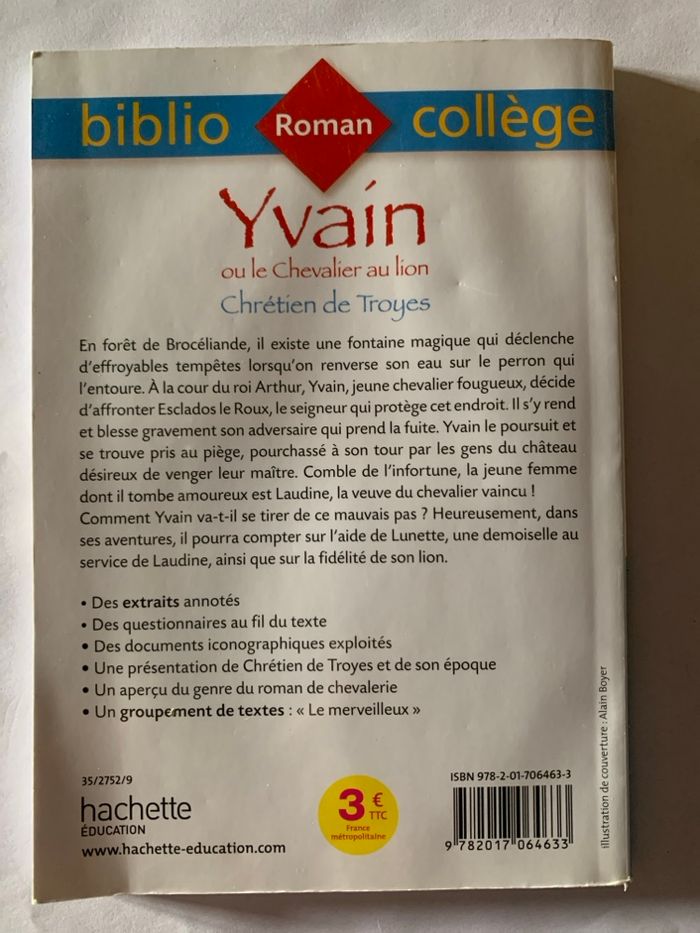 biblio Roman collège
Yvain
ou le Chevalier au lion
Chrétien de Troyes
En forêt de Brocéliande, il existe une fontaine magique qui déclenche
d'effroyables tempêtes lorsqu'on renverse son eau sur le perron qui
l'entoure. À la cour du roi Arthur, Yvain, jeune chevalier fougueux, décide
d'affronter Esclados le Roux, le seigneur qui protège cet endroit. Il s'y rend
et blesse gravement son adversaire qui prend la fuite. Yvain le poursuit et
se trouve pris au piège, pourchassé à son tour par les gens du château
désireux de venger leur maître. Comble de l'infortune, la jeune femme
dont il tombe amoureux est Laudine, la veuve du chevalier vaincu !
Comment Yvain va-t-il se tirer de ce mauvais pas ? Heureusement, dans
ses aventures, il pourra compter sur l'aide de Lunette, une demoiselle au
service de Laudine, ainsi que sur la fidélité de son lion.
• Des extraits annotés
• Des questionnaires au fil du texte
• Des documents iconographiques exploités
• Une présentation de Chrétien de Troyes et de son époque
• Un aperçu du genre du roman de chevalerie
• Un groupement de textes : « Le merveilleux »
35/2752/9
hachette
ÉDUCATION
www.hachette-education.com
3 €
TTC
France
métropolitaine
ISBN 978-2-01-706463-3
9 782017 064633
illustration de couverture : Alain Boyer